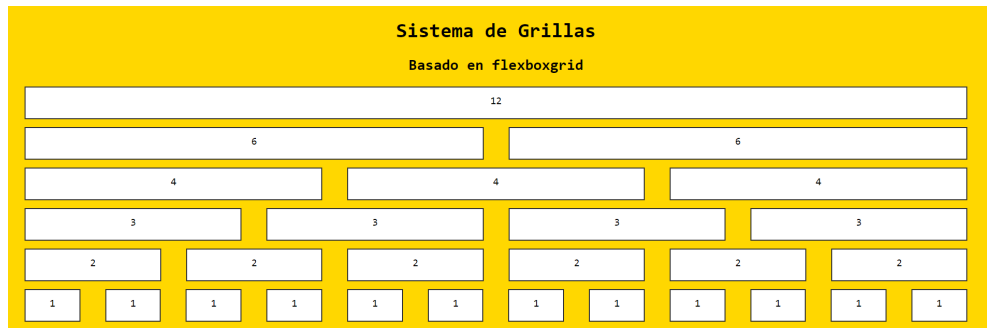 Sistema de Grillas
Basado en flexboxgrid
12
6 6
4 4 4
3 3 3 3
2 2 2 2 2 2
1 1 1 1 1 1 1 1 1 1 1 1